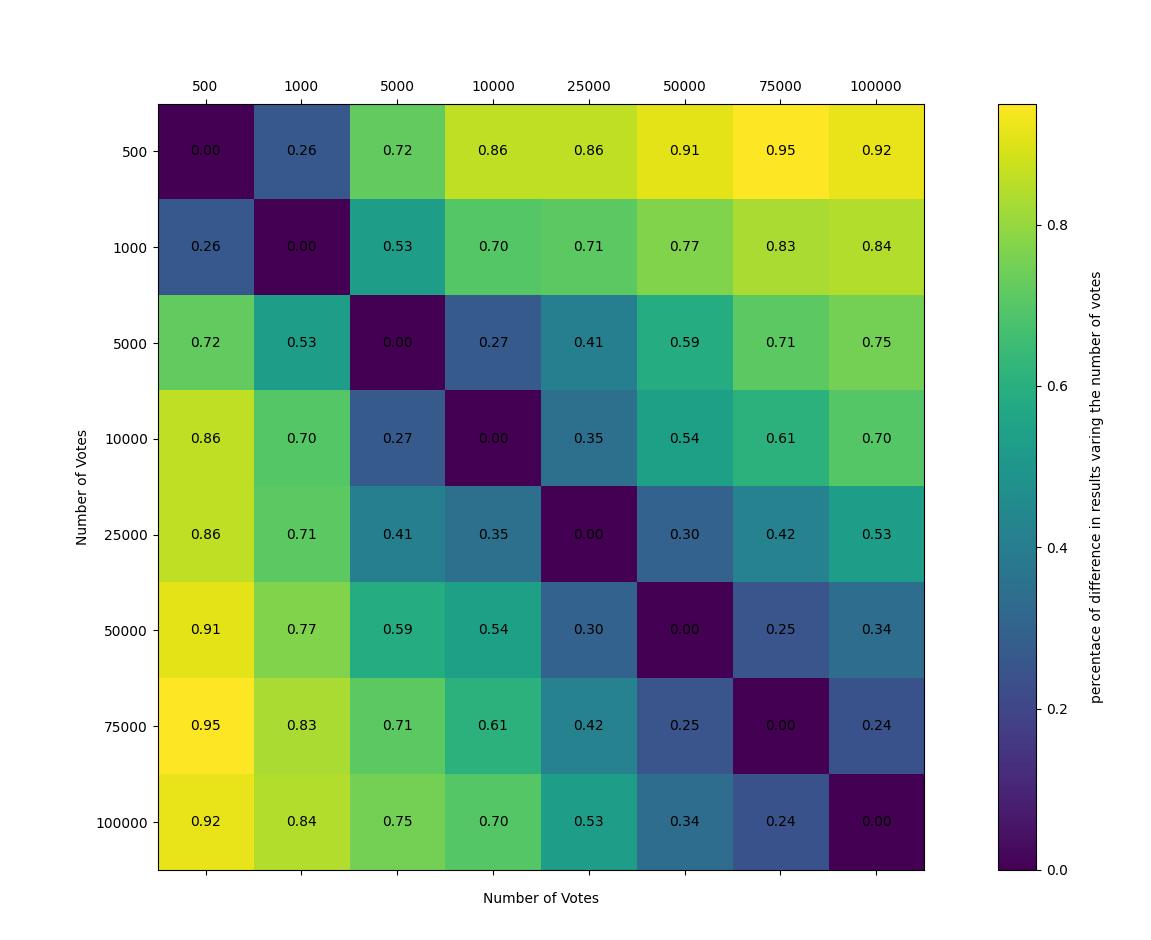 500 1000 5000 10000 25000 50000 75000 100000
500 0.00 0.26 0.72 0.86 0.86 0.91 0.95 0.92
1000 0.26 0.00 0.53 0.70 0.71 0.77 0.83 0.84
5000 0.72 0.53 0.00 0.27 0.41 0.59 0.71 0.75
10000 0.86 0.70 0.27 0.00 0.35 0.54 0.61 0.70
25000 0.86 0.71 0.41 0.35 0.00 0.30 0.42 0.53
50000 0.91 0.77 0.59 0.54 0.30 0.00 0.25 0.34
75000 0.95 0.83 0.71 0.61 0.42 0.25 0.00 0.24
100000 0.92 0.84 0.75 0.70 0.53 0.34 0.24 0.00
Number of Votes
Number of Votes
0.8
0.6
0.4
0.2
0.0
percentace of difference in results varing the number of votes